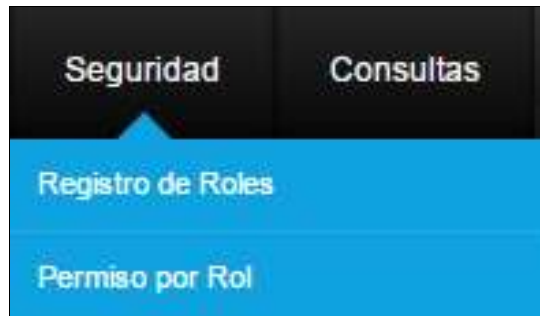 Seguridad Consultas
Registro de Roles
Permiso por Rol